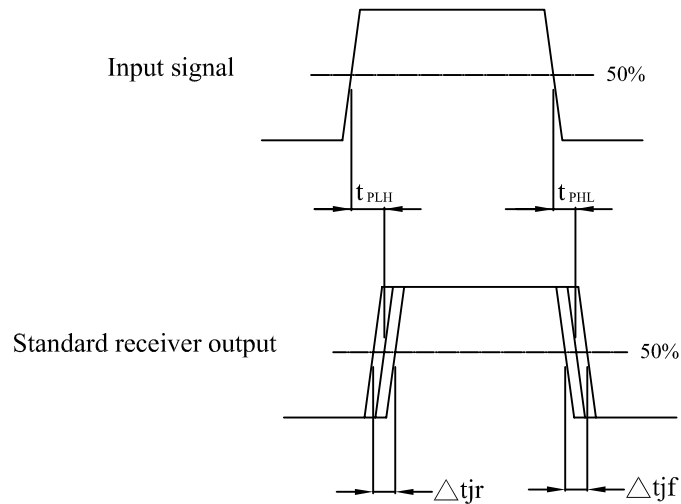 Input signal
50%
t PLH
t PHL
Standard receiver output
50%
△tjr
△tjf